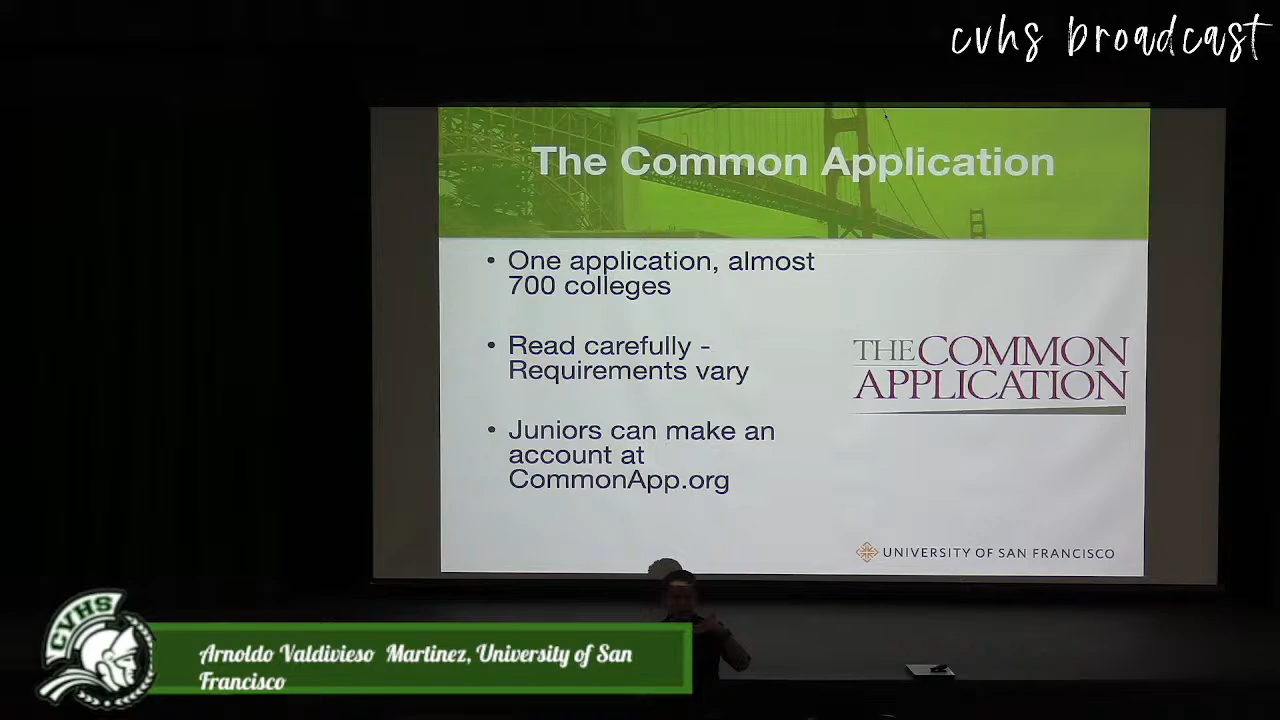 cvhs broadcast
The Common Application
• One application, almost
700 colleges
• Read carefully -
Requirements vary
• Juniors can make an
account at
CommonApp.org
THE COMMON
APPLICATION
UNIVERSITY OF SAN FRANCISCO
CVHS
Arnoldo Valdivieso Martinez, University of San
Francisco